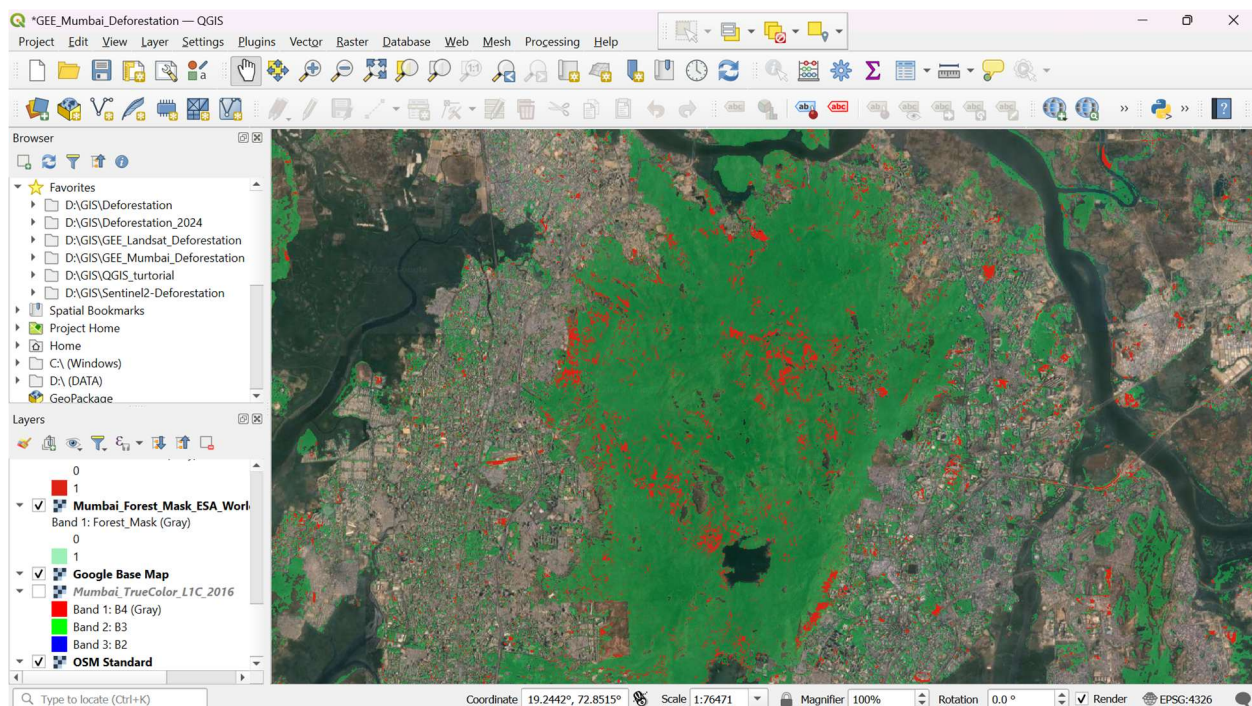 *GEE_Mumbai_Deforestation — QGIS
Project Edit View Layer Settings Plugins Vector Raster Database Web Mesh Processing Help
Browser
Favorites
D:\GIS\Deforestation
D:\GIS\Deforestation_2024
D:\GIS\GEE_Landsat_Deforestation
D:\GIS\GEE_Mumbai_Deforestation
D:\GIS\QGIS_turtorial
D:\GIS\Sentinel2-Deforestation
Spatial Bookmarks
Project Home
Home
C:\ (Windows)
D:\ (DATA)
GeoPackage
Layers
0
1
Mumbai_Forest_Mask_ESA_Worl
Band 1: Forest_Mask (Gray)
0
1
Google Base Map
Mumbai_TrueColor_L1C_2016
Band 1: B4 (Gray)
Band 2: B3
Band 3: B2
OSM Standard
Type to locate (Ctrl+K) Coordinate 19.2442°, 72.8515° Scale 1:76471 Magnifier 100% Rotation 0.0 ° Render EPSG:4326